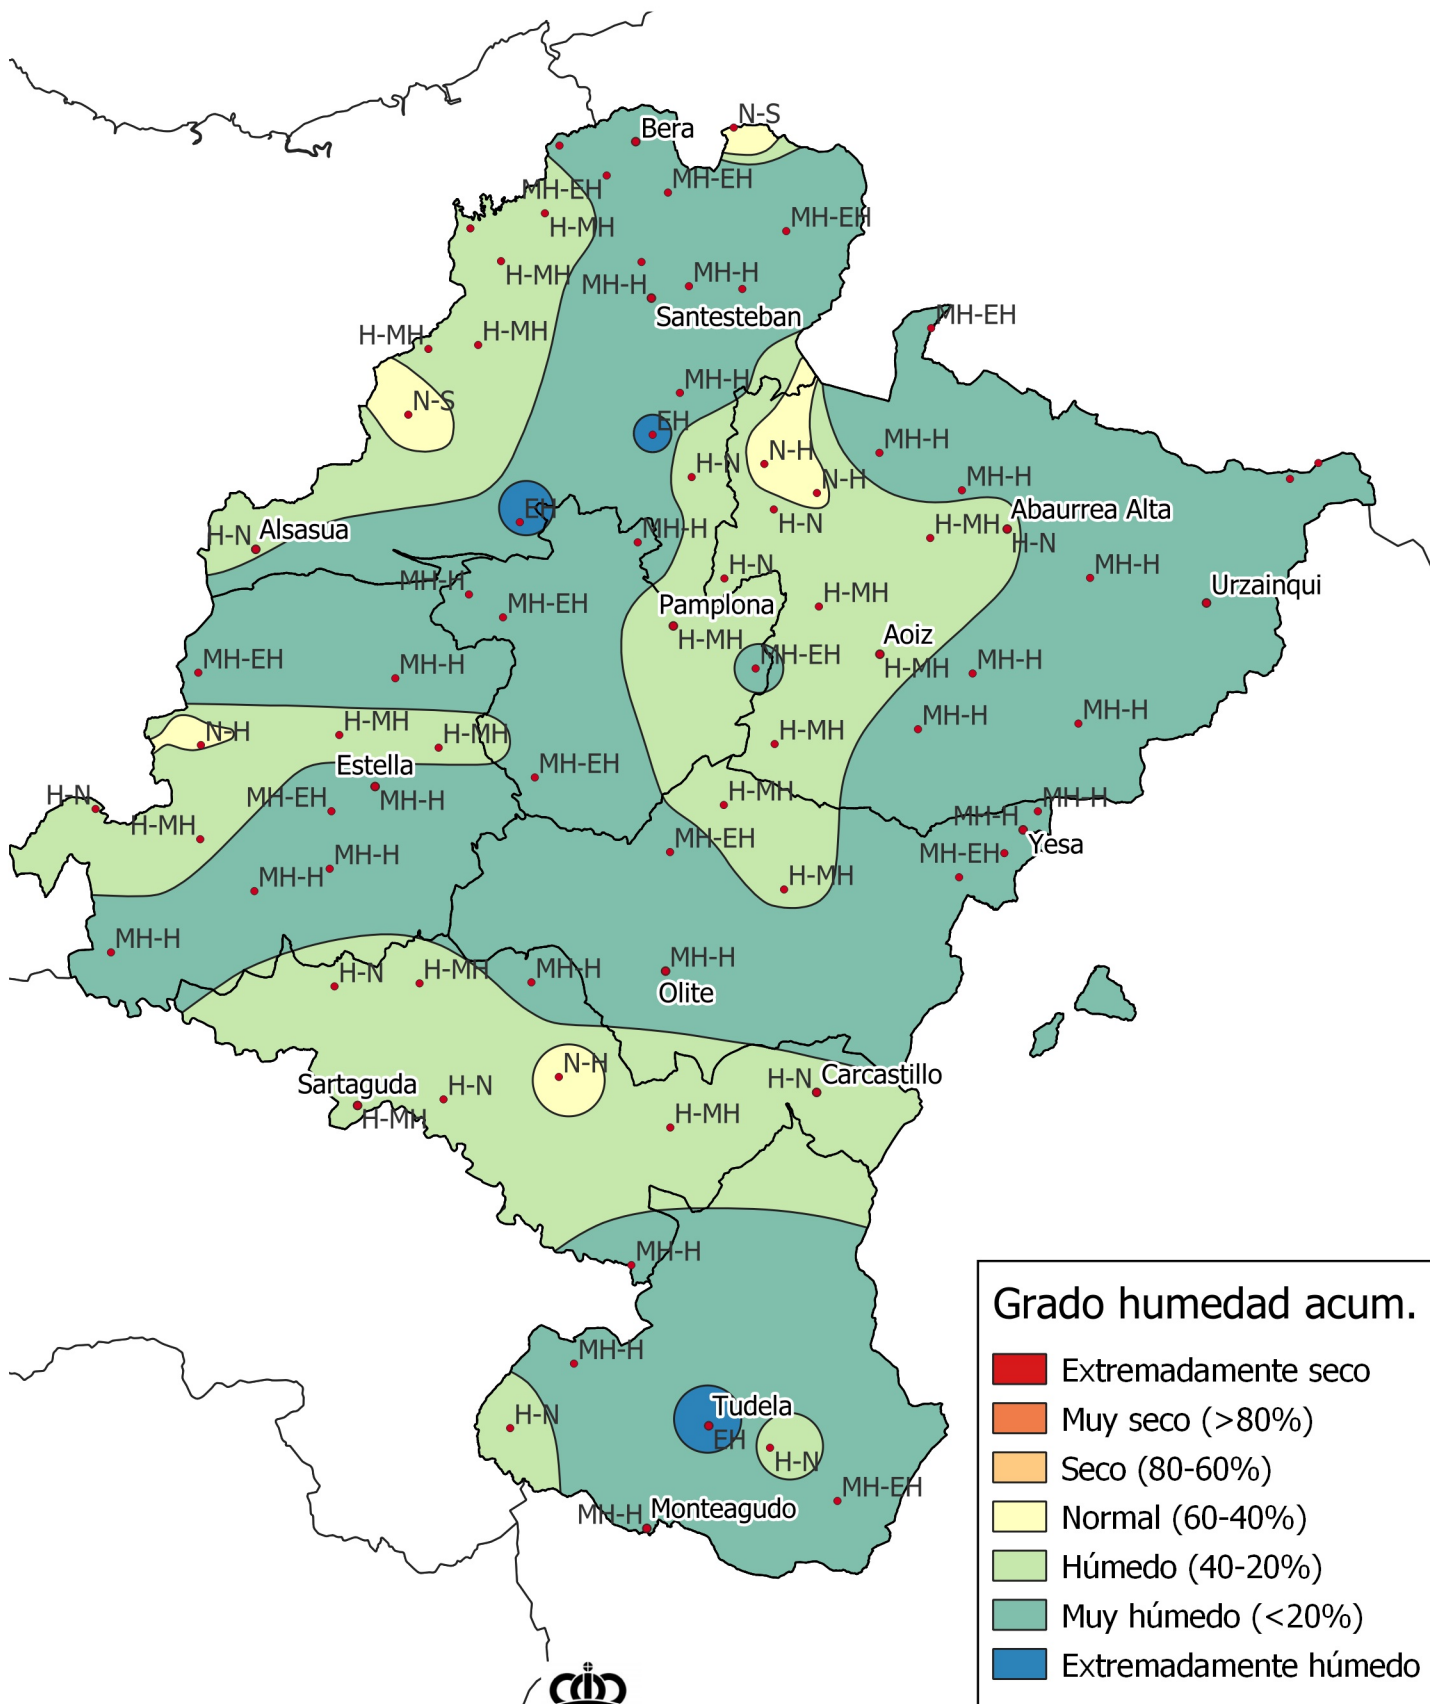 N-S
Bera
MH-EH
MH-EH
H-MH
MH-EH
H-MH
MH-H
MH-H
Santesteban
MH-EH
H-MH
H-MH
MH-H
N-S
EH
MH-H
N-H
H-N
MH-H
N-H
EH
Abaurrea Alta
H-N
H-N
Alsasua
MH-H
H-MH
H-N
H-N
MH-H
MH-H
Urzainqui
MH-EH
H-MH
Pamplona
H-MH
Aoiz
MH-EH
MH-EH
H-MH
MH-H
MH-H
H-MH
MH-H
MH-H
N-H
H-MH
H-MH
Estella
MH-EH
H-MH
H-N
MH-EH
MH-H
MH-H
H-MH
MH-H
MH-EH
Yesa
MH-EH
MH-H
MH-H
H-MH
MH-H
MH-H
H-N
H-MH
MH-H
Olite
N-H
Sartaguda
H-N
H-N
Carcastillo
H-MH
H-MH
MH-H
MH-H
H-N
Tudela
EH
H-N
MH-EH
MH-H
Monteagudo
Grado humedad acum.
Extremadamente seco
Muy seco (>80%)
Seco (80-60%)
Normal (60-40%)
Húmedo (40-20%)
Muy húmedo (<20%)
Extremadamente húmedo